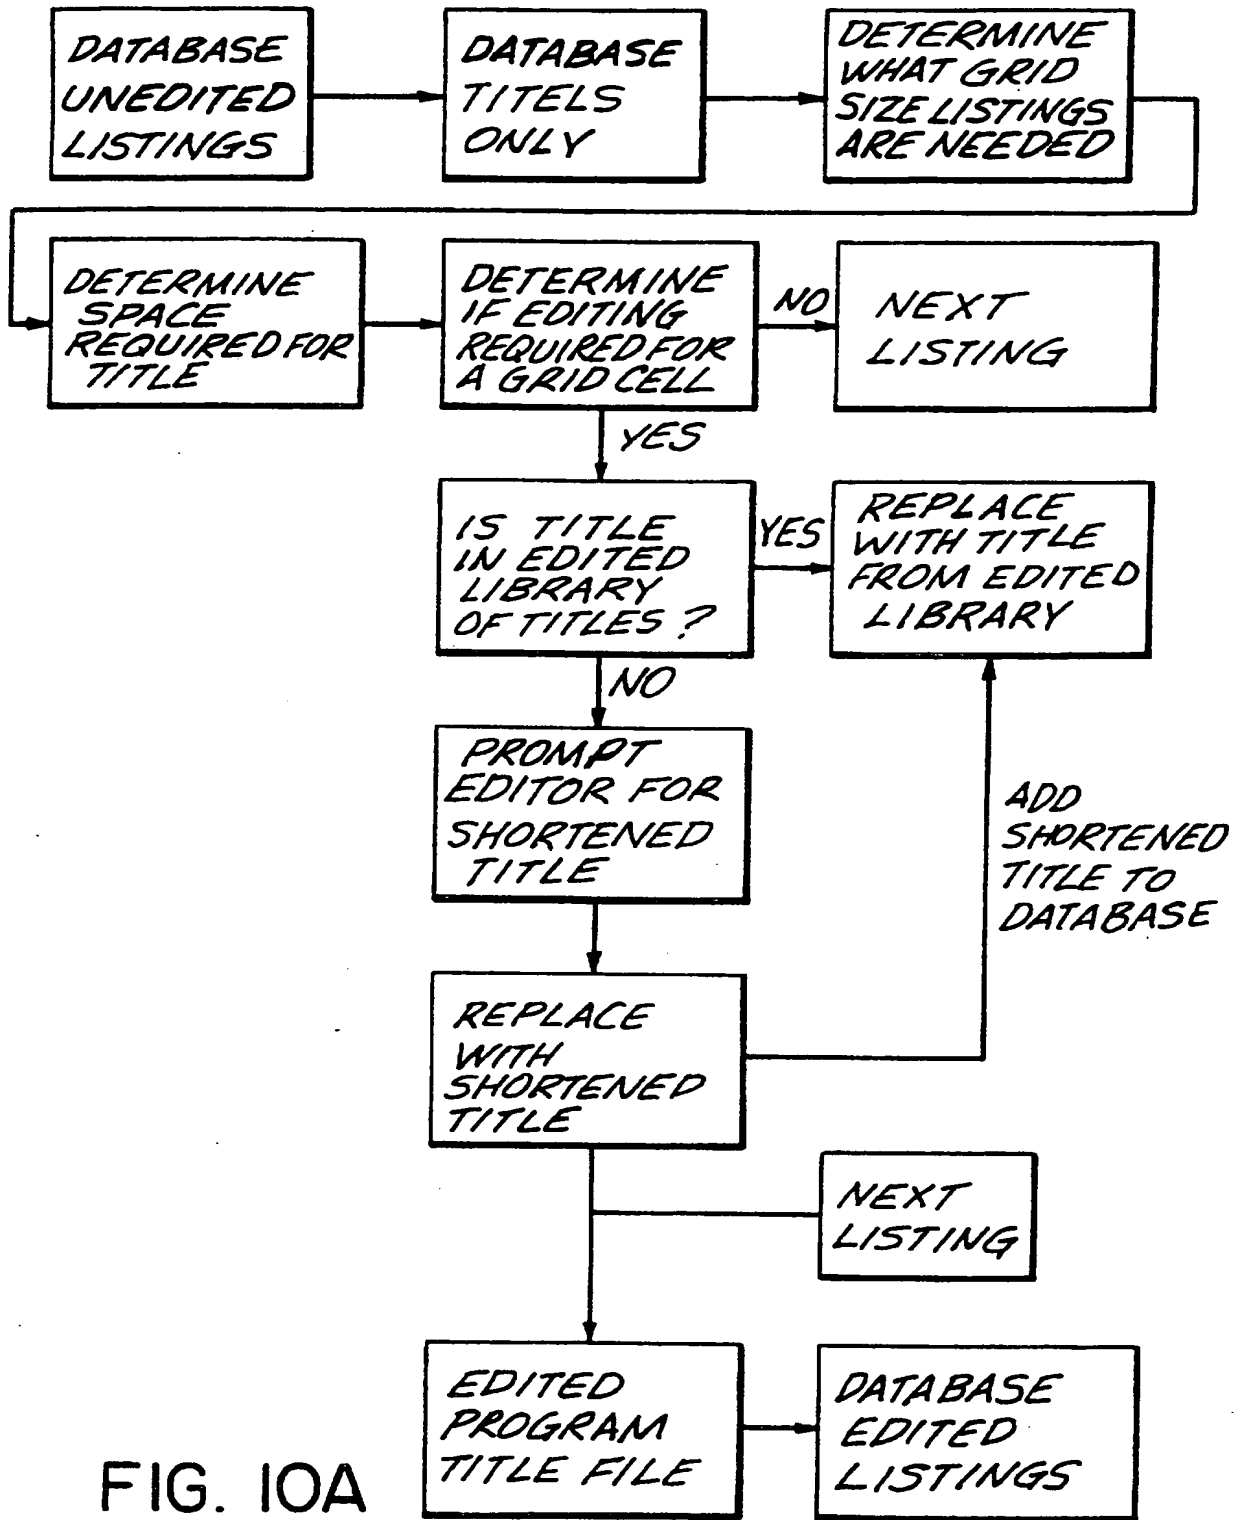 DATABASE
UNEDITED
LISTINGS
DATABASE
TITELS
ONLY
DETERMINE
WHAT GRID
SIZE LISTINGS
ARE NEEDED
DETERMINE
SPACE
REQUIRED FOR
TITLE
DETERMINE
IF EDITING
REQUIRED FOR
A GRID CELL
NO
NEXT
LISTING
YES
IS TITLE
IN EDITED
LIBRARY
OF TITLES ?
YES
REPLACE
WITH TITLE
FROM EDITED
LIBRARY
NO
PROMPT
EDITOR FOR
SHORTENED
TITLE
ADD
SHORTENED
TITLE TO
DATABASE
REPLACE
WITH
SHORTENED
TITLE
NEXT
LISTING
EDITED
PROGRAM
TITLE FILE
DATABASE
EDITED
LISTINGS
FIG. 10A